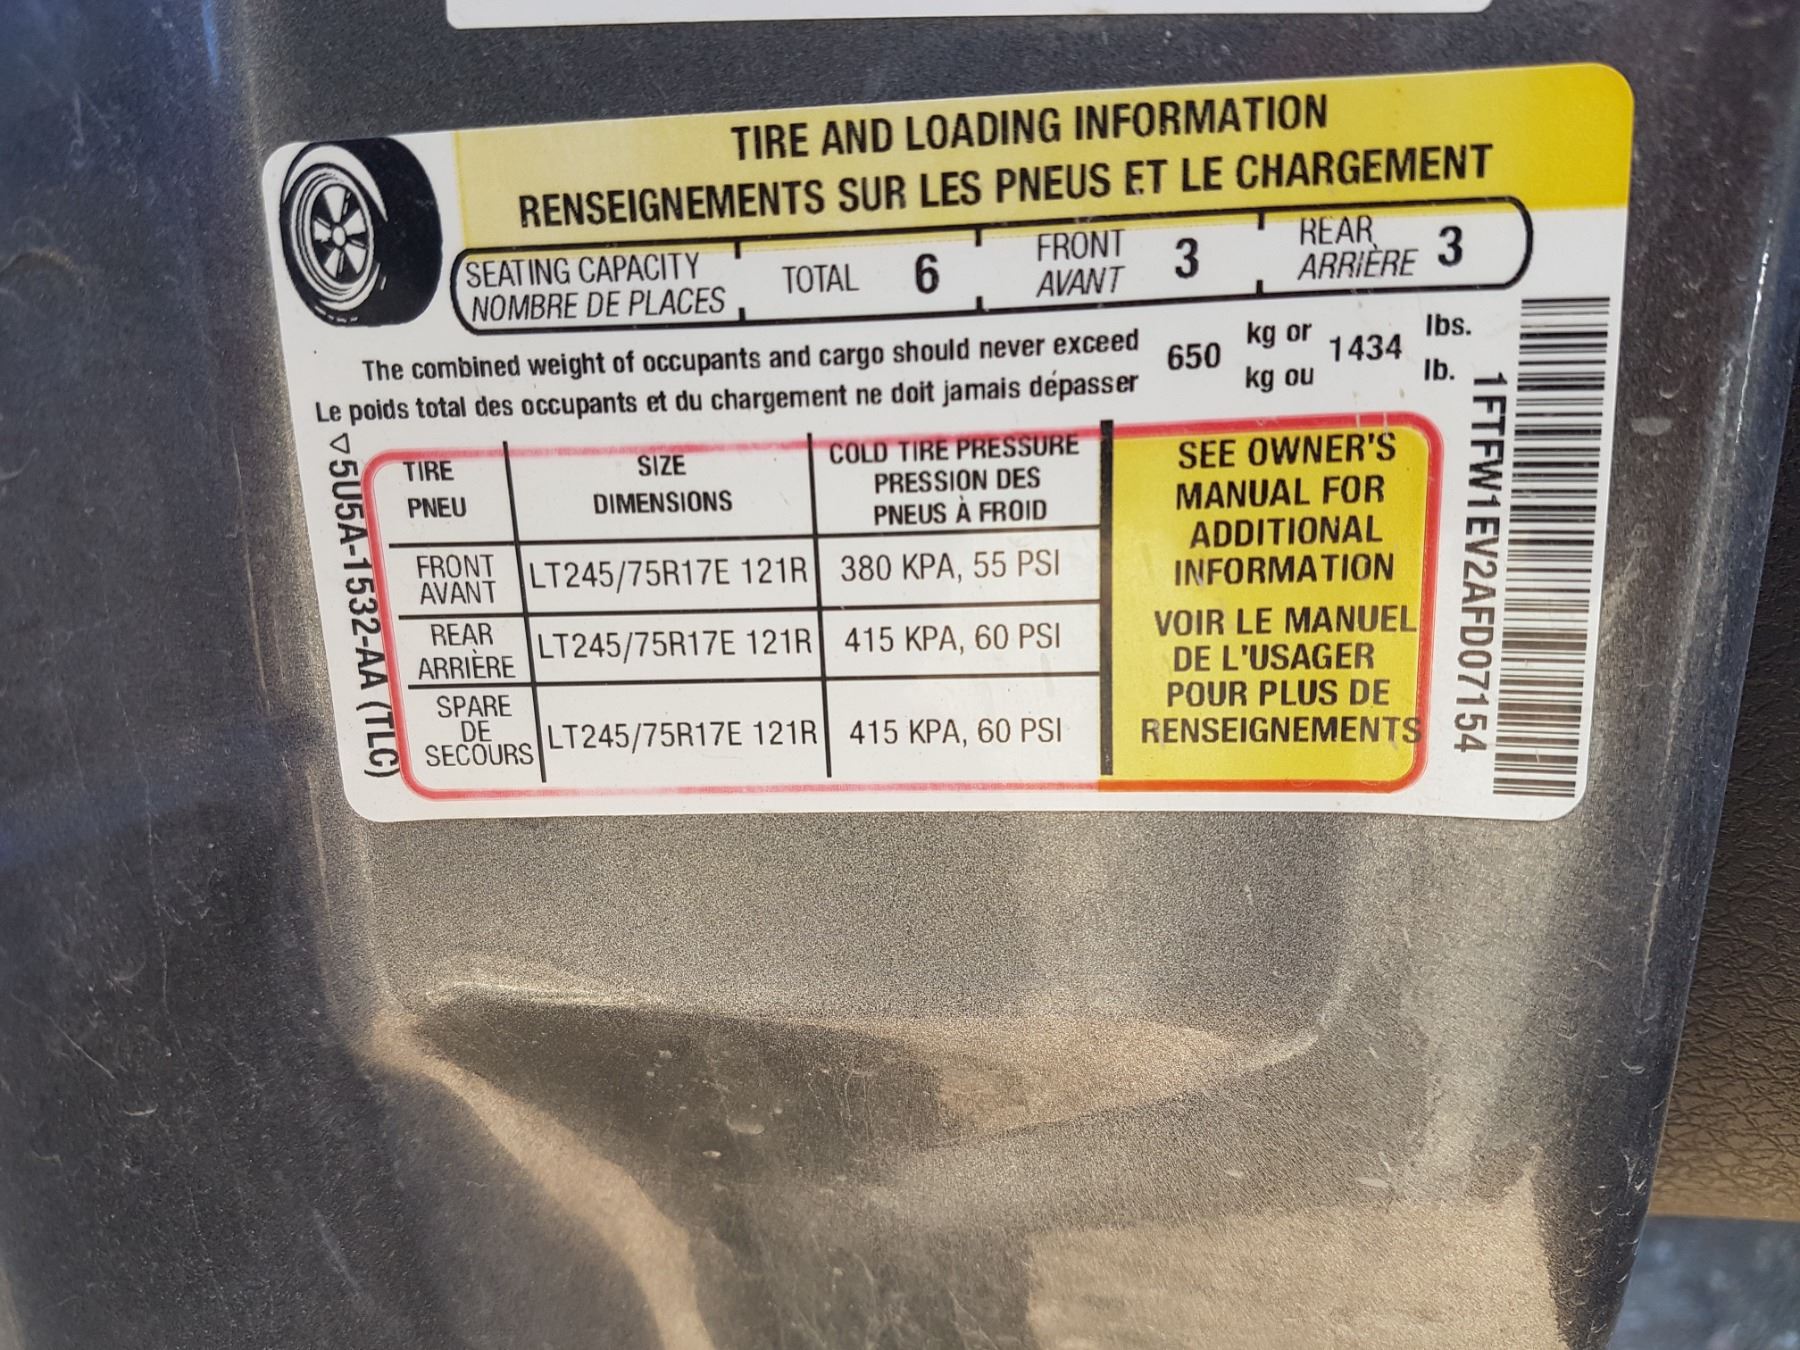 TIRE AND LOADING INFORMATION
RENSEIGNEMENTS SUR LES PNEUS ET LE CHARGEMENT
SEATING CAPACITY
NOMBRE DE PLACES
TOTAL 6
FRONT
AVANT
3
REAR
ARRIÈRE
3
The combined weight of occupants and cargo should never exceed 650 kg or 1434 lbs.
Le poids total des occupants et du chargement ne doit jamais dépasser kg ou lb.
TIRE
PNEU
SIZE
DIMENSIONS
COLD TIRE PRESSURE
PRESSION DES
PNEUS À FROID
FRONT
AVANT
LT245/75R17E 121R
380 KPA, 55 PSI
REAR
ARRIÈRE
LT245/75R17E 121R
415 KPA, 60 PSI
SPARE
DE
SECOURS
LT245/75R17E 121R
415 KPA, 60 PSI
SEE OWNER'S
MANUAL FOR
ADDITIONAL
INFORMATION
VOIR LE MANUEL
DE L'USAGER
POUR PLUS DE
RENSEIGNEMENTS
5U5A-1532-AA (TLC)
1FTFW1EV2AFD07154